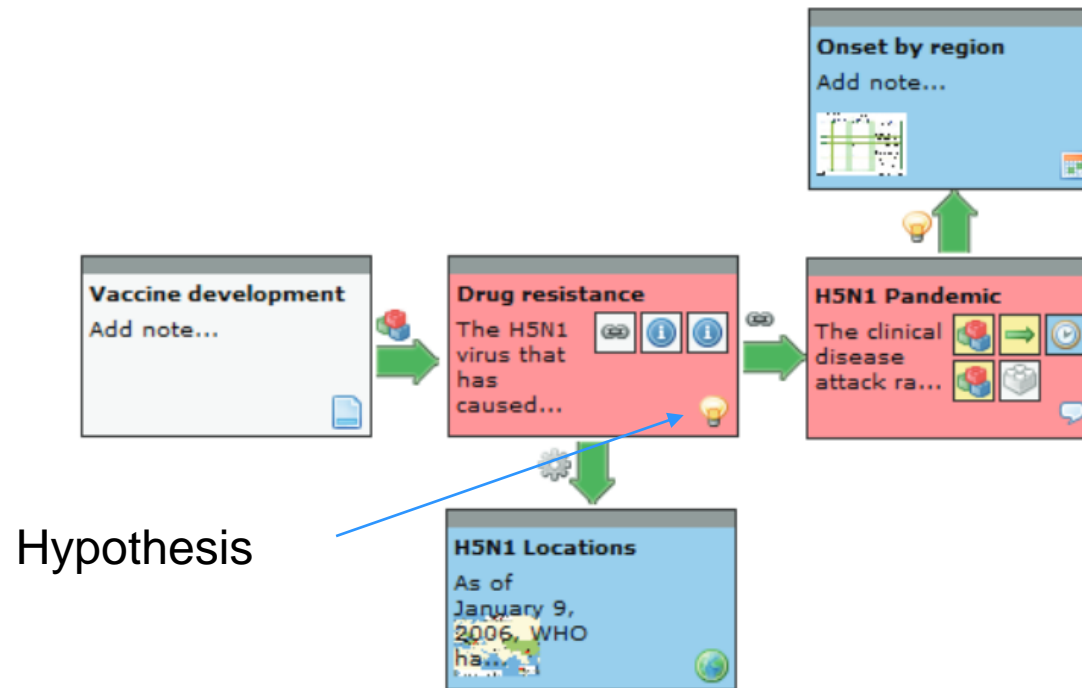 Onset by region
Add note...
Vaccine development
Add note...
Drug resistance
The H5N1
virus that
has
caused...
H5N1 Pandemic
The clinical
disease
attack ra...
Hypothesis
H5N1 Locations
As of
January 9,
2006, WHO
ha...